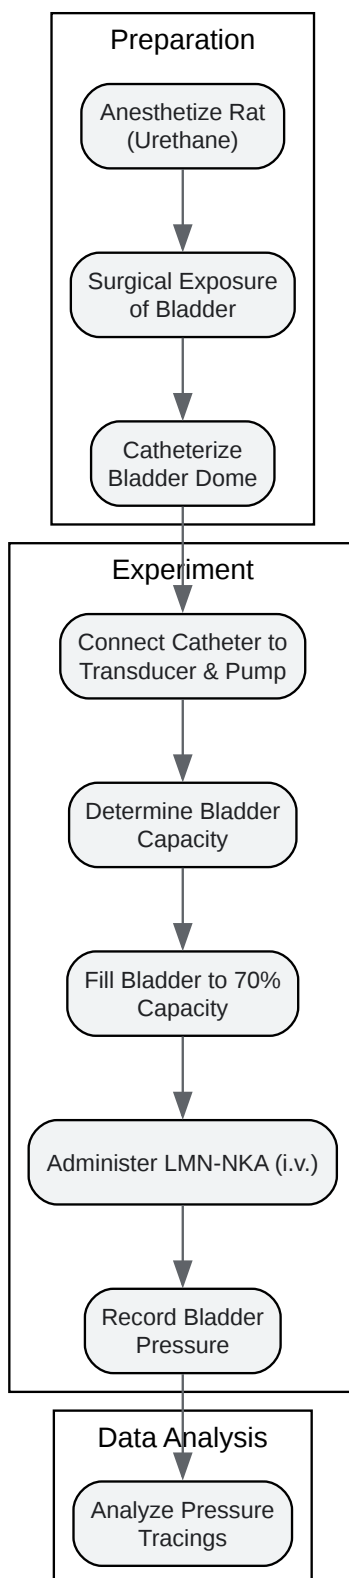 Preparation
Anesthetize Rat
(Urethane)
Surgical Exposure
of Bladder
Catheterize
Bladder Dome
Experiment
Connect Catheter to
Transducer & Pump
Determine Bladder
Capacity
Fill Bladder to 70%
Capacity
Administer LMN-NKA (i.v.)
Record Bladder
Pressure
Data Analysis
Analyze Pressure
Tracings